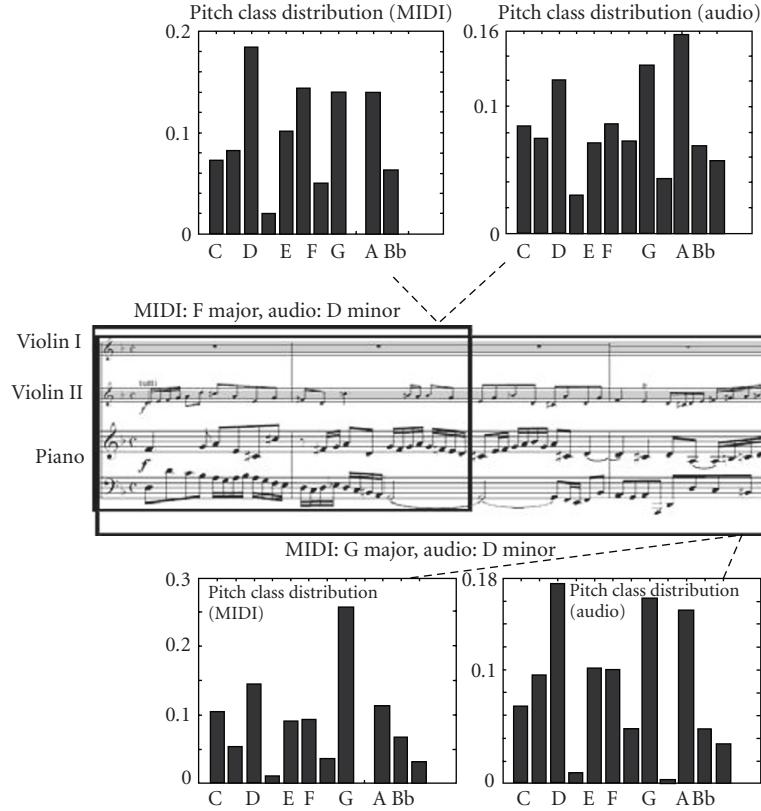 Pitch class distribution (MIDI)
Pitch class distribution (audio)
0.2
0.1
0
C D E F G A Bb
0.16
0.1
0
C D E F G A Bb
MIDI: F major, audio: D minor
Violin I
Violin II
Piano
tutti
f
f
MIDI: G major, audio: D minor
0.3
0.2
0.1
0
Pitch class distribution
(MIDI)
C D E F G A Bb
0.18
0.1
0
Pitch class distribution
(audio)
C D E F G A Bb